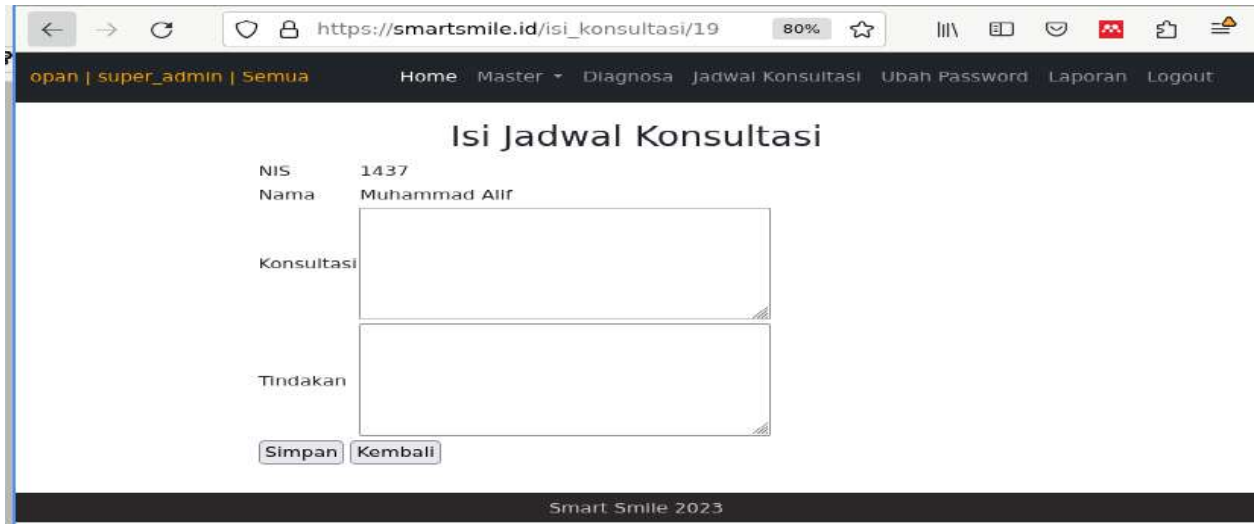 https://smartsmile.id/isi_konsultasi/19 80%
opan | super_admin | Semua Home Master Diagnosa Jadwal Konsultasi Ubah Password Laporan Logout
Isi Jadwal Konsultasi
NIS 1437
Nama Muhammad Alif
Konsultasi
Tindakan
Simpan Kembali
Smart Smile 2023